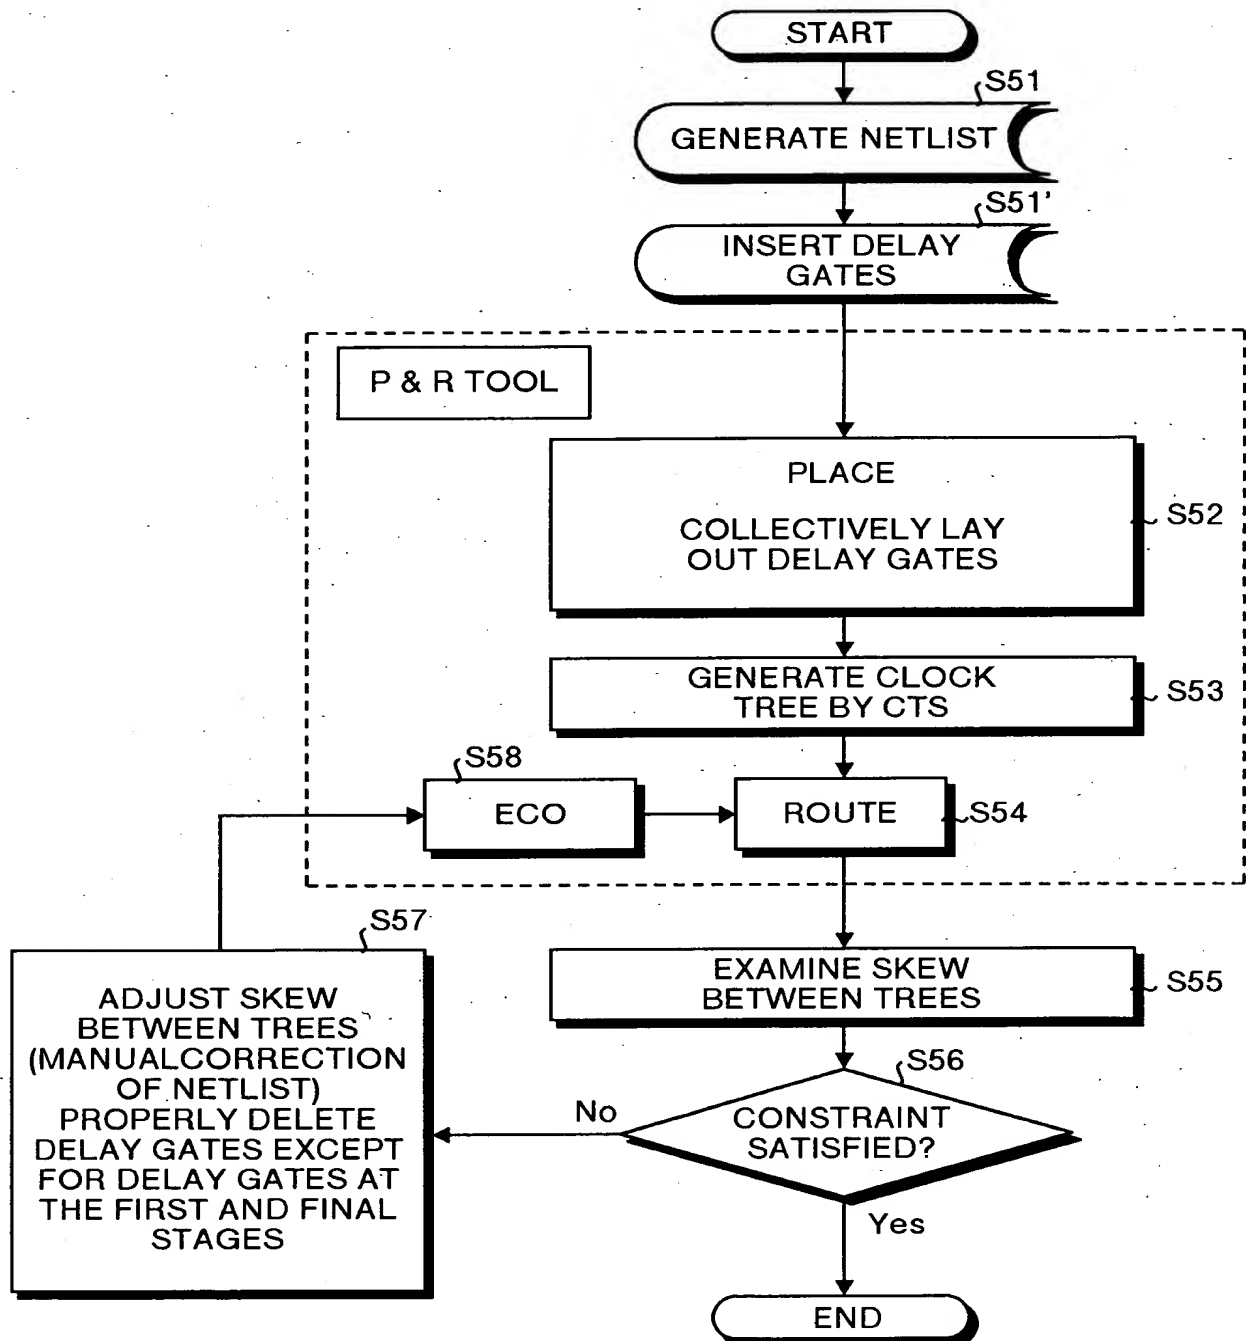 START
S51
GENERATE NETLIST
S51'
INSERT DELAY
GATES
P & R TOOL
PLACE
COLLECTIVELY LAY
OUT DELAY GATES
S52
GENERATE CLOCK
TREE BY CTS
S53
S58
ECO
ROUTE
S54
S57
ADJUST SKEW
BETWEEN TREES
(MANUALCORRECTION
OF NETLIST)
PROPERLY DELETE
DELAY GATES EXCEPT
FOR DELAY GATES AT
THE FIRST AND FINAL
STAGES
EXAMINE SKEW
BETWEEN TREES
S55
S56
No
CONSTRAINT
SATISFIED?
Yes
END